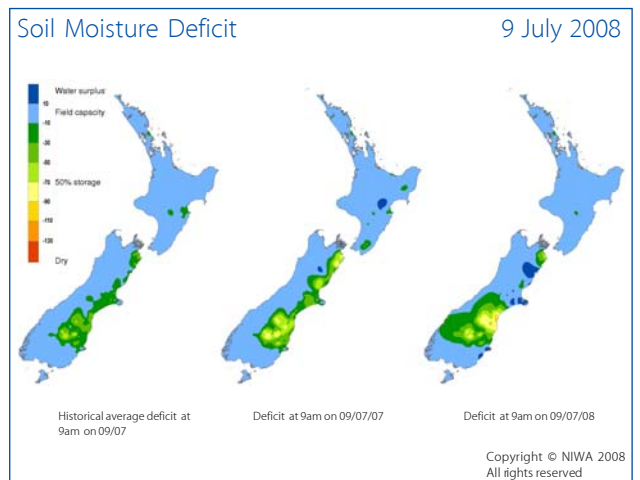 Soil Moisture Deficit
9 July 2008
Water surplus
10
Field capacity
-10
-30
-50
50% storage
-70
-90
-110
-130
Dry
Historical average deficit at
9am on 09/07
Deficit at 9am on 09/07/07
Deficit at 9am on 09/07/08
Copyright © NIWA 2008
All rights reserved